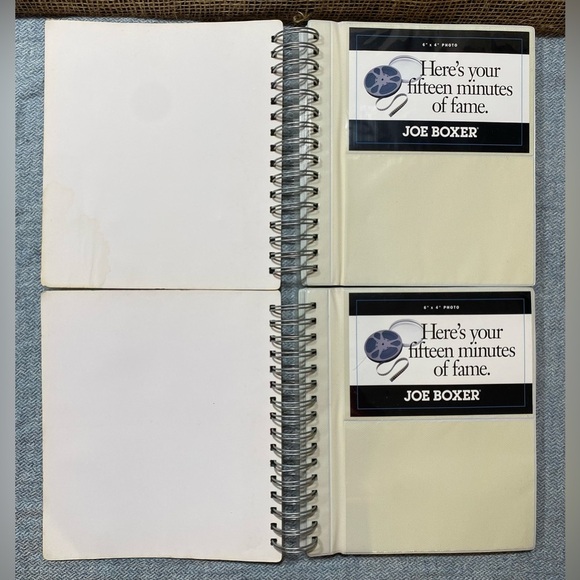 6" x 4" PHOTO
Here's your
fifteen minutes
of fame.
JOE BOXER®
6" x 4" PHOTO
Here's your
fifteen minutes
of fame.
JOE BOXER®